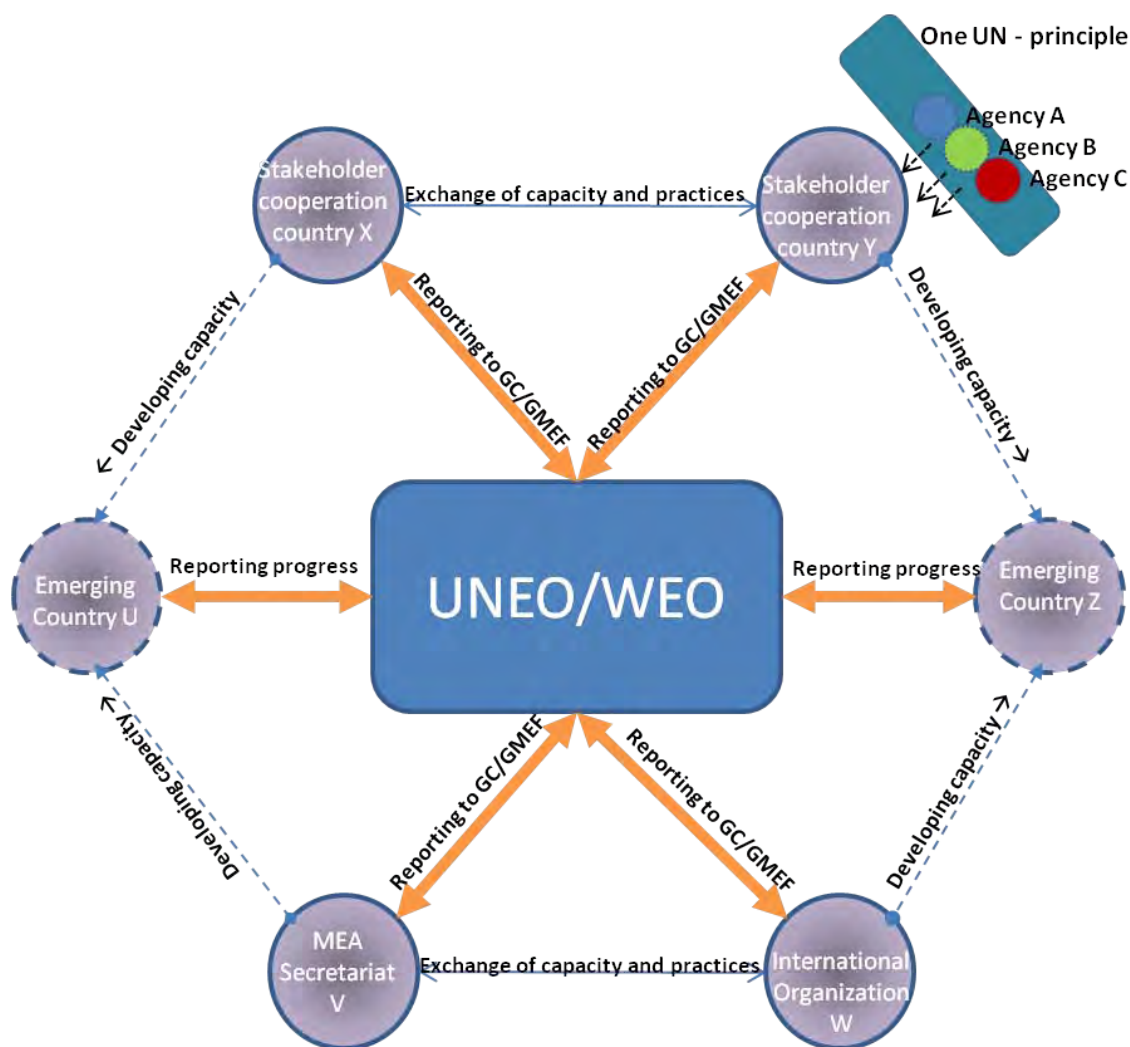 One UN - principle
Agency A
Agency B
Agency C
Stakeholder
cooperation
country X
Exchange of capacity and practices
Stakeholder
cooperation
country Y
← Developing capacity
Reporting to GC/GMEF
Reporting to GC/GMEF
Developing capacity →
Emerging
Country U
Reporting progress
UNEO/WEO
Reporting progress
Emerging
Country Z
Developing capacity →
Reporting to GC/GMEF
Reporting to GC/GMEF
Developing capacity →
MEA
Secretariat
V
Exchange of capacity and practices
International
Organization
W